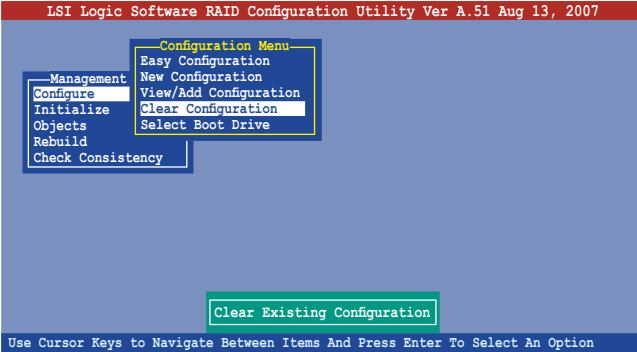 LSI Logic Software RAID Configuration Utility Ver A.51 Aug 13, 2007
Configuration Menu
Easy Configuration
New Configuration
View/Add Configuration
Clear Configuration
Select Boot Drive
Management
Configure
Initialize
Objects
Rebuild
Check Consistency
Clear Existing Configuration
Use Cursor Keys to Navigate Between Items And Press Enter To Select An Option